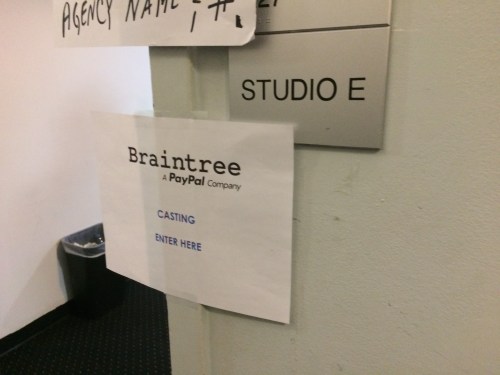 AGENCY NAME
STUDIO E
Braintree
A PayPal Company
CASTING
ENTER HERE